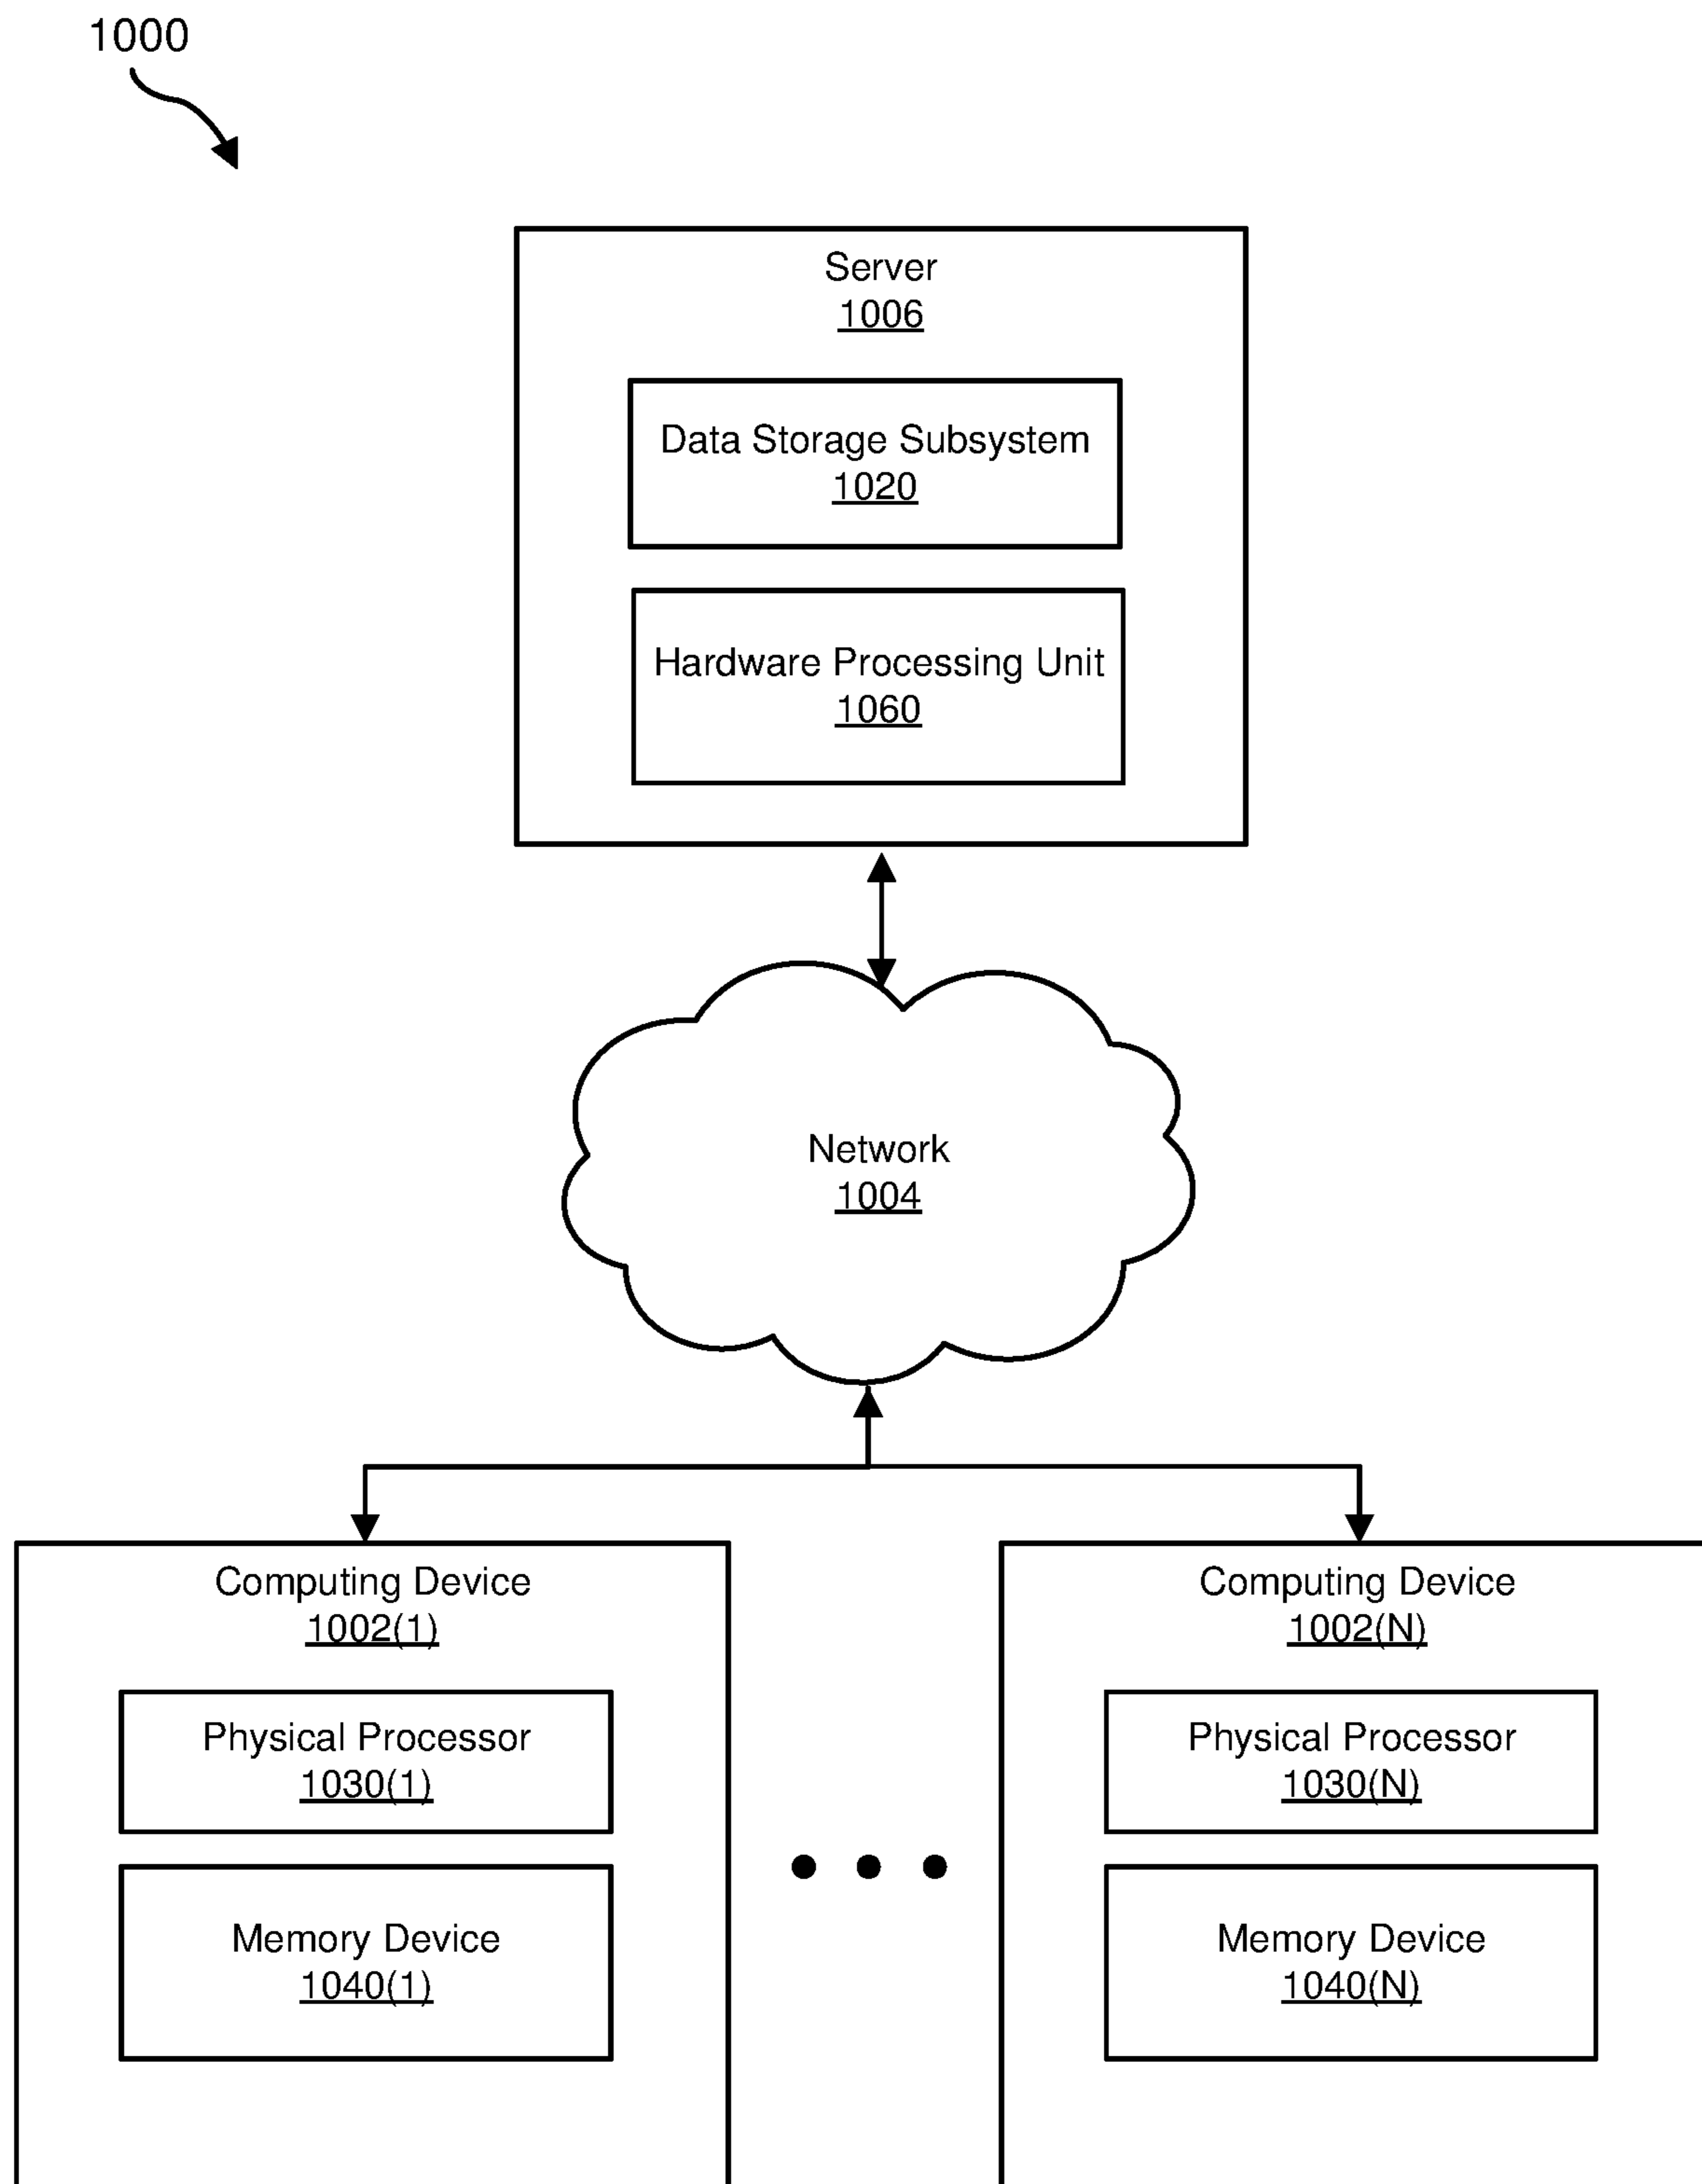 1000
Server
1006
Data Storage Subsystem
1020
Hardware Processing Unit
1060
Network
1004
Computing Device
1002(1)
Physical Processor
1030(1)
Memory Device
1040(1)
Computing Device
1002(N)
Physical Processor
1030(N)
Memory Device
1040(N)